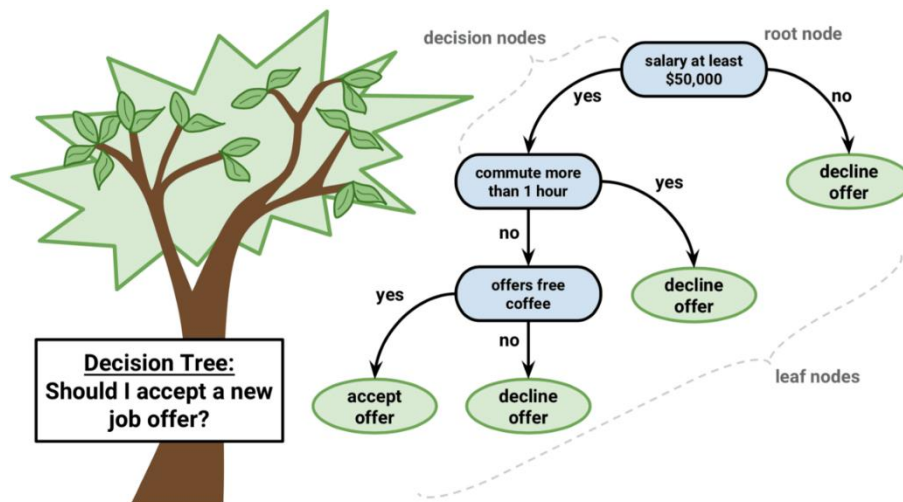 decision nodes
root node
salary at least
$50,000
yes
no
commute more
than 1 hour
yes
decline
offer
no
offers free
coffee
decline
offer
yes
no
Decision Tree:
Should I accept a new
job offer?
accept
offer
decline
offer
leaf nodes